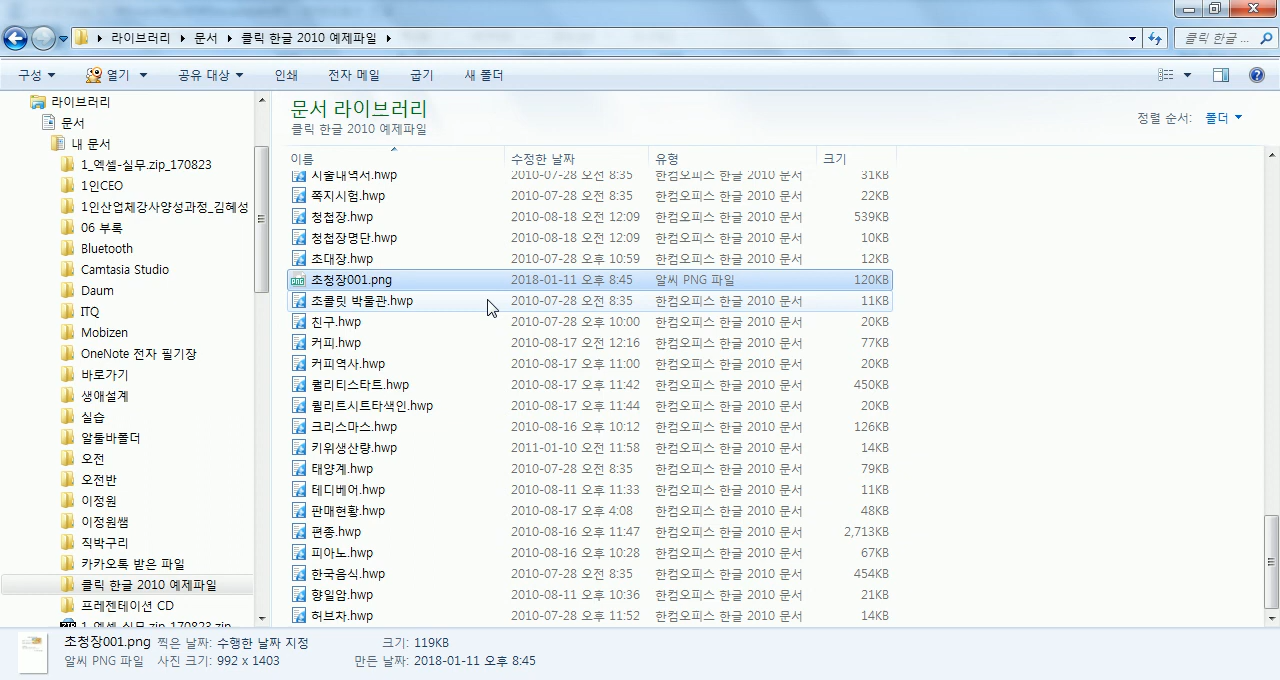 라이브러리 ▸ 문서 ▸ 클릭 한글 2010 예제파일 ▸
클릭 한글 ...
구성 열기 공유 대상 인쇄 전자 메일 굽기 새 폴더
라이브러리
문서
내 문서
1_엑셀-실무.zip_170823
1인CEO
1인산업체강사양성과정_김혜성
06 부록
Bluetooth
Camtasia Studio
Daum
ITQ
Mobizen
OneNote 전자 필기장
바로가기
생애설계
실습
알툴바폴더
오전
오전반
이정원
이정원쌤
직박구리
카카오톡 받은 파일
클릭 한글 2010 예제파일
프레젠테이션 CD
1_엑셀-실무.zip_170823.zip
문서 라이브러리
클릭 한글 2010 예제파일
정렬 순서: 폴더
이름 수정한 날짜 유형 크기
2010-07-28 오전 8:35 한컴오피스 한글 2010 문서 31KB
쪽지시험.hwp 2010-07-28 오전 8:35 한컴오피스 한글 2010 문서 22KB
청첩장.hwp 2010-08-18 오전 12:09 한컴오피스 한글 2010 문서 539KB
청첩장명단.hwp 2010-08-18 오전 12:09 한컴오피스 한글 2010 문서 10KB
초대장.hwp 2010-07-28 오전 10:59 한컴오피스 한글 2010 문서 12KB
초청장001.png 2018-01-11 오후 8:45 알씨 PNG 파일 120KB
초콜릿 박물관.hwp 2010-07-28 오전 8:35 한컴오피스 한글 2010 문서 11KB
친구.hwp 2010-07-28 오후 10:00 한컴오피스 한글 2010 문서 20KB
커피.hwp 2010-08-17 오전 12:16 한컴오피스 한글 2010 문서 77KB
커피역사.hwp 2010-08-17 오후 11:00 한컴오피스 한글 2010 문서 20KB
퀄리티스타트.hwp 2010-08-17 오후 11:42 한컴오피스 한글 2010 문서 450KB
퀼리트시트타색인.hwp 2010-08-17 오후 11:44 한컴오피스 한글 2010 문서 20KB
크리스마스.hwp 2010-08-16 오후 10:12 한컴오피스 한글 2010 문서 126KB
키위생산량.hwp 2011-01-10 오전 11:58 한컴오피스 한글 2010 문서 14KB
태양계.hwp 2010-07-28 오전 8:35 한컴오피스 한글 2010 문서 79KB
테디베어.hwp 2010-08-11 오후 11:33 한컴오피스 한글 2010 문서 11KB
판매현황.hwp 2010-08-17 오후 4:08 한컴오피스 한글 2010 문서 48KB
편종.hwp 2010-08-16 오후 11:47 한컴오피스 한글 2010 문서 2,713KB
피아노.hwp 2010-08-16 오후 10:28 한컴오피스 한글 2010 문서 67KB
한국음식.hwp 2010-07-28 오전 8:35 한컴오피스 한글 2010 문서 454KB
향일암.hwp 2010-08-11 오후 10:36 한컴오피스 한글 2010 문서 21KB
허브차.hwp 2010-07-28 오전 11:52 한컴오피스 한글 2010 문서 14KB
초청장001.png 찍은 날짜: 수행한 날짜 지정 크기: 119KB
알씨 PNG 파일 사진 크기: 992 x 1403 만든 날짜: 2018-01-11 오후 8:45